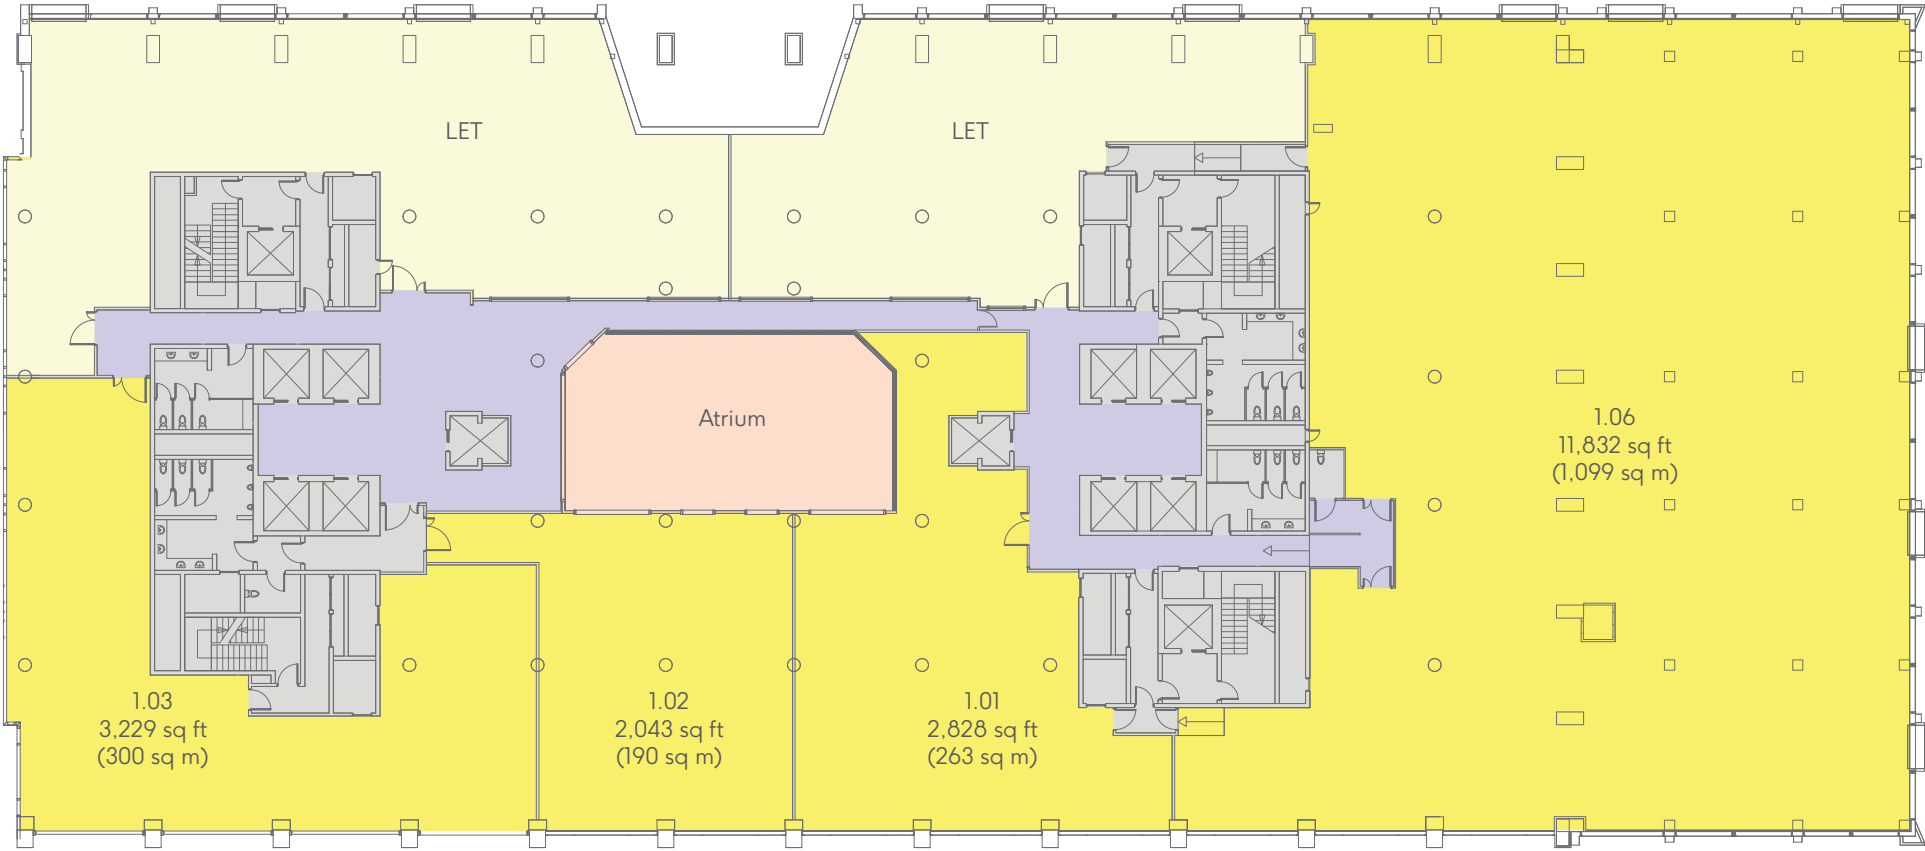 LET
LET
Atrium
1.06
11,832 sq ft
(1,099 sq m)
1.03
3,229 sq ft
(300 sq m)
1.02
2,043 sq ft
(190 sq m)
1.01
2,828 sq ft
(263 sq m)